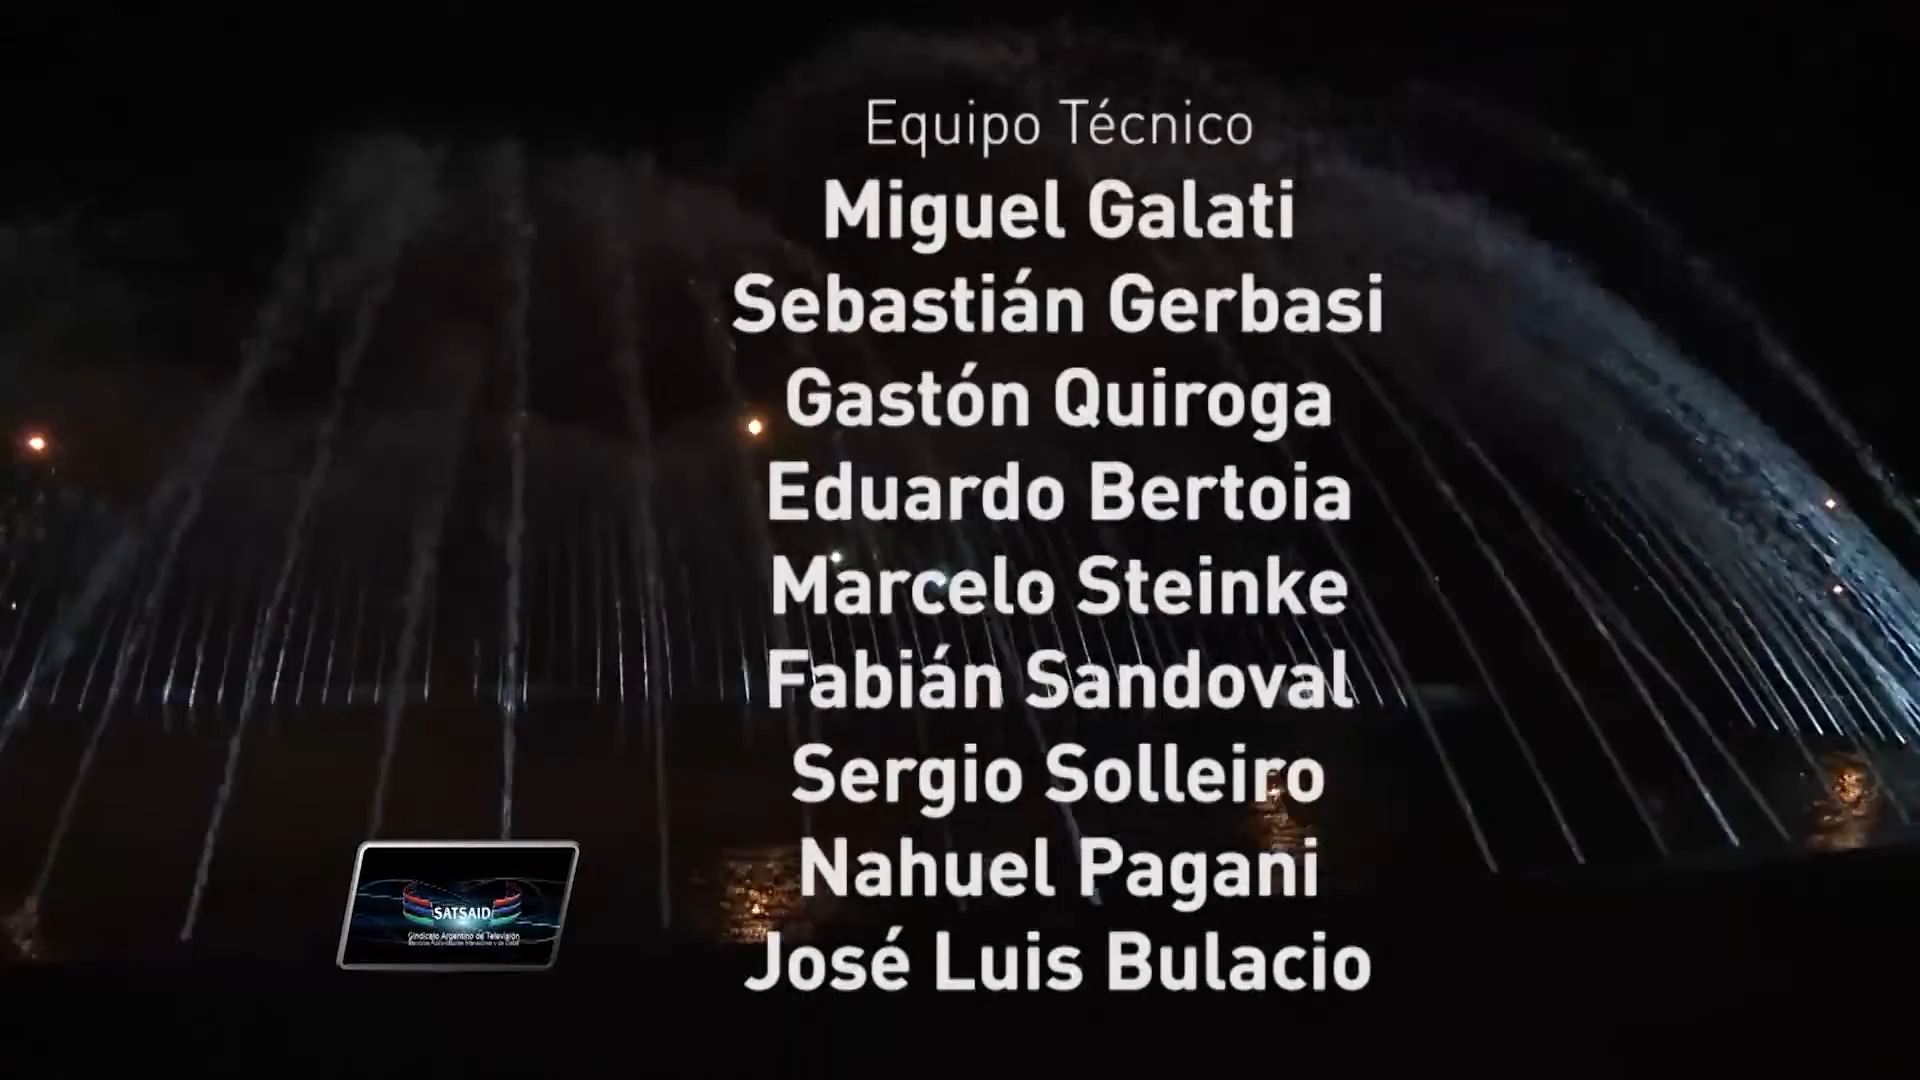 Equipo Técnico
Miguel Galati
Sebastián Gerbasi
Gastón Quiroga
Eduardo Bertoia
Marcelo Steinke
Fabián Sandoval
Sergio Solleiro
Nahuel Pagani
José Luis Bulacio
SATSAID
Sindicato Argentino de Televisión